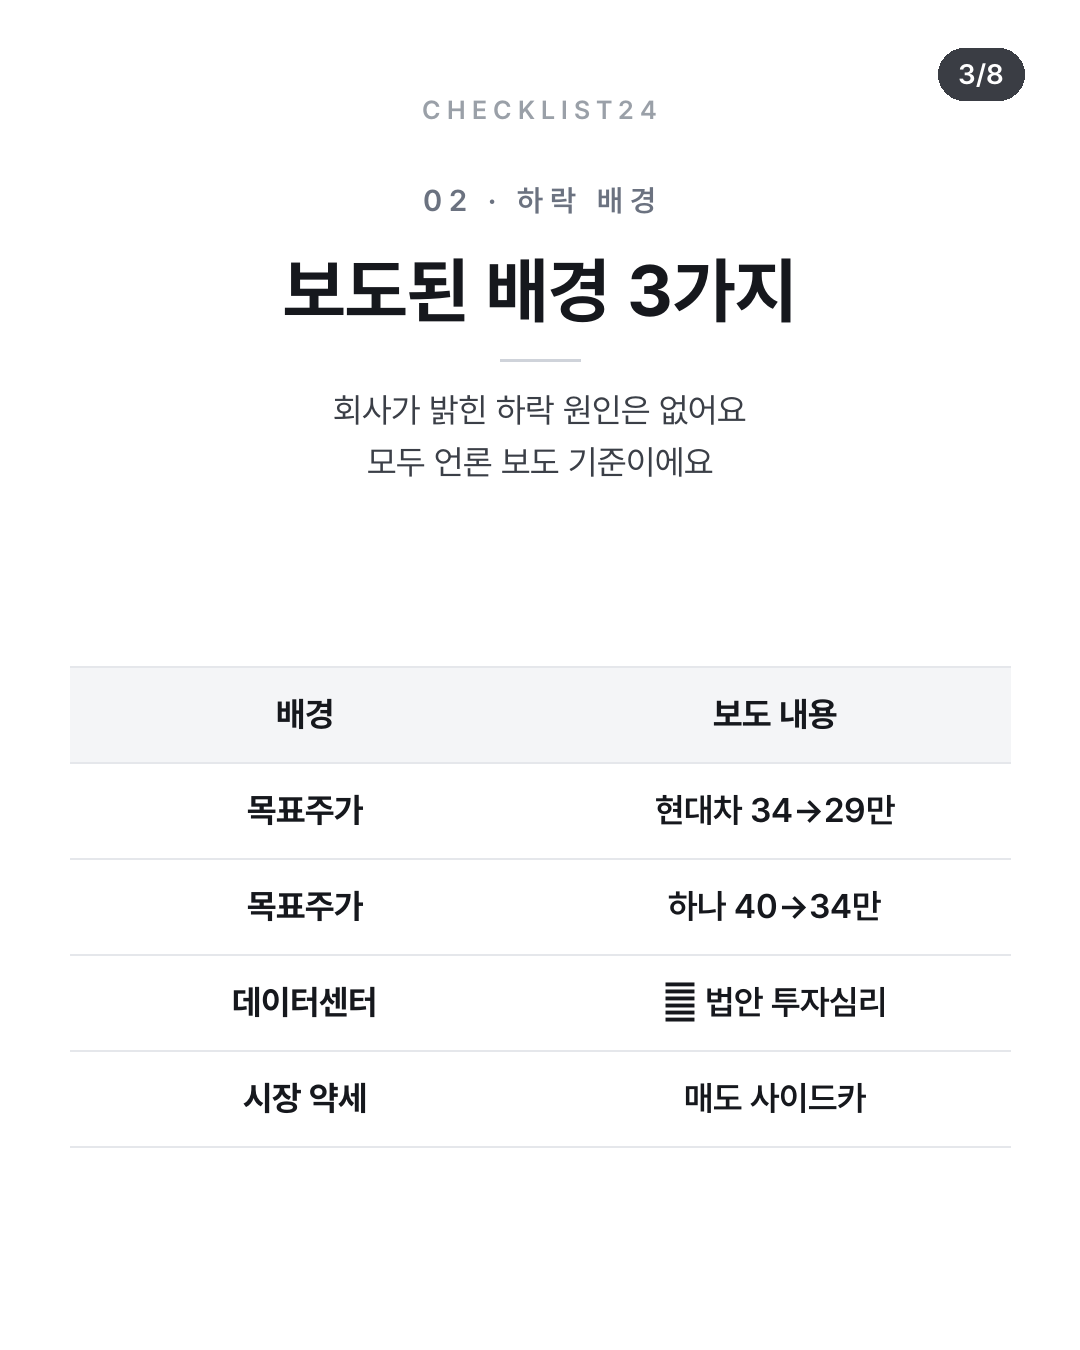 3/8
CHECKLIST24
02 · 하락 배경
보도된 배경 3가지
회사가 밝힌 하락 원인은 없어요
모두 언론 보도 기준이에요
배경 보도 내용
목표주가 현대차 34→29만
목표주가 하나 40→34만
데이터센터 법안 투자심리
시장 약세 매도 사이드카